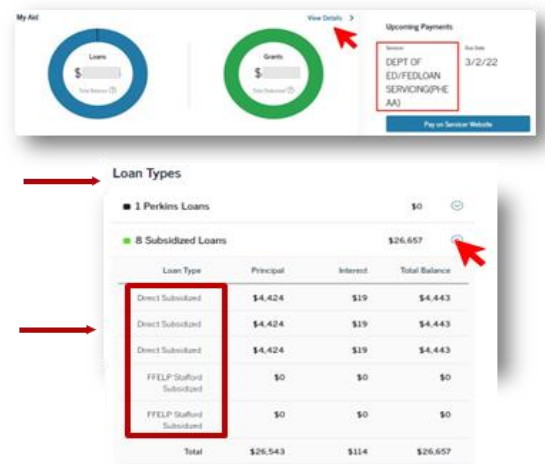 My Aid
View Details >
Loans
$
Total Balance ?
Grants
$
Total Disbursed ?
Upcoming Payments
Servicer
Due Date
DEPT OF
ED/FEDLOAN
SERVICING(PHE
AA)
3/2/22
Pay on Servicer Website
Loan Types
1 Perkins Loans $0
8 Subsidized Loans $26,657
Loan Type Principal Interest Total Balance
Direct Subsidized $4,424 $19 $4,443
Direct Subsidized $4,424 $19 $4,443
Direct Subsidized $4,424 $19 $4,443
FFELP Stafford
Subsidized $0 $0 $0
FFELP Stafford
Subsidized $0 $0 $0
Total $26,543 $114 $26,657